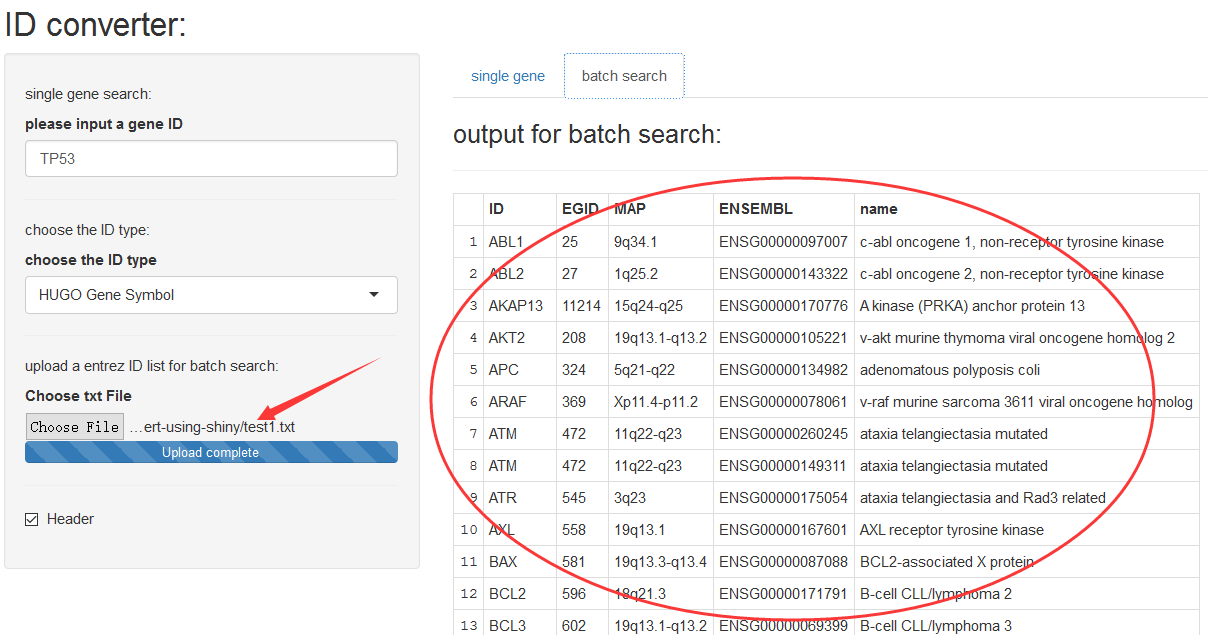 ID converter:
single gene search:
please input a gene ID
TP53
choose the ID type:
choose the ID type
HUGO Gene Symbol
upload a entrez ID list for batch search:
Choose txt File
Choose File ...ert-using-shiny/test1.txt
Upload complete
Header
single gene batch search
output for batch search:
ID EGID MAP ENSEMBL name
1 ABL1 25 9q34.1 ENSG00000097007 c-abl oncogene 1, non-receptor tyrosine kinase
2 ABL2 27 1q25.2 ENSG00000143322 c-abl oncogene 2, non-receptor tyrosine kinase
3 AKAP13 11214 15q24-q25 ENSG00000170776 A kinase (PRKA) anchor protein 13
4 AKT2 208 19q13.1-q13.2 ENSG00000105221 v-akt murine thymoma viral oncogene homolog 2
5 APC 324 5q21-q22 ENSG00000134982 adenomatous polyposis coli
6 ARAF 369 Xp11.4-p11.2 ENSG00000078061 v-raf murine sarcoma 3611 viral oncogene homolog
7 ATM 472 11q22-q23 ENSG00000260245 ataxia telangiectasia mutated
8 ATM 472 11q22-q23 ENSG00000149311 ataxia telangiectasia mutated
9 ATR 545 3q23 ENSG00000175054 ataxia telangiectasia and Rad3 related
10 AXL 558 19q13.1 ENSG00000167601 AXL receptor tyrosine kinase
11 BAX 581 19q13.3-q13.4 ENSG00000087088 BCL2-associated X protein
12 BCL2 596 18q21.3 ENSG00000171791 B-cell CLL/lymphoma 2
13 BCL3 602 19q13.1-q13.2 ENSG00000069399 B-cell CLL/lymphoma 3